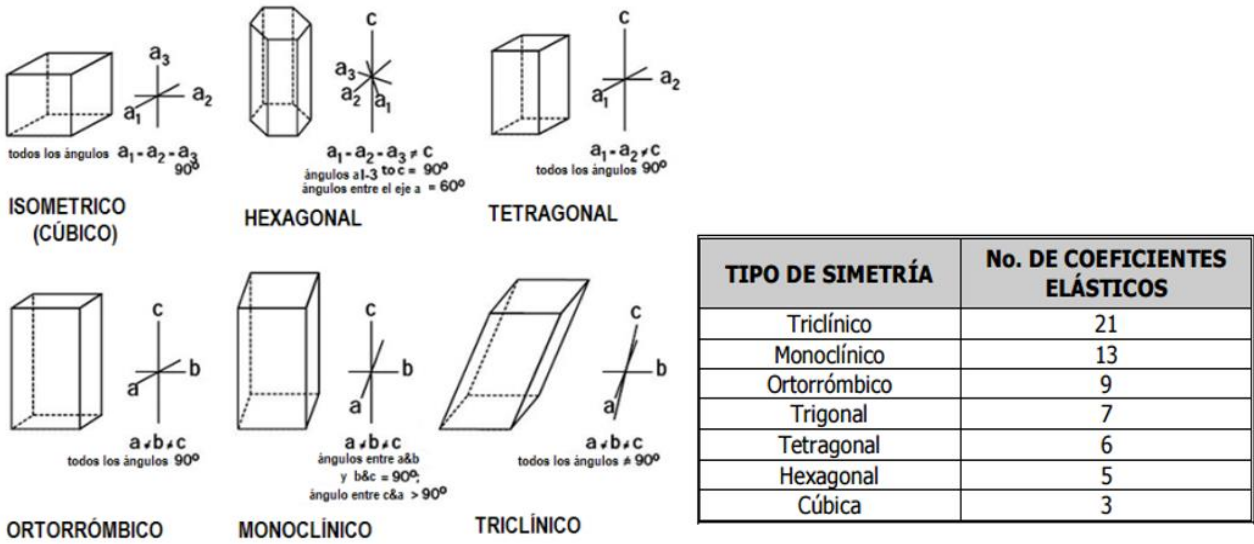 a3
a2
a1
todos los ángulos a1 - a2 - a3
90º
ISOMETRICO
(CÚBICO)
c
a3
a2
a1
a1 - a2 - a3 ≠ c
ángulos a1-3 to c = 90º
ángulos entre el eje a = 60º
HEXAGONAL
c
a2
a1
a1 - a2 ≠ c
todos los ángulos 90º
TETRAGONAL
c
b
a
a ≠ b ≠ c
todos los ángulos 90º
ORTORRÓMBICO
c
b
a
a ≠ b ≠ c
ángulos entre a&b
y b&c = 90º;
ángulo entre c&a > 90º
MONOCLÍNICO
c
b
a
a ≠ b ≠ c
todos los ángulos ≠ 90º
TRICLÍNICO
TIPO DE SIMETRÍA No. DE COEFICIENTES
ELÁSTICOS
Triclínico 21
Monoclínico 13
Ortorrómbico 9
Trigonal 7
Tetragonal 6
Hexagonal 5
Cúbica 3